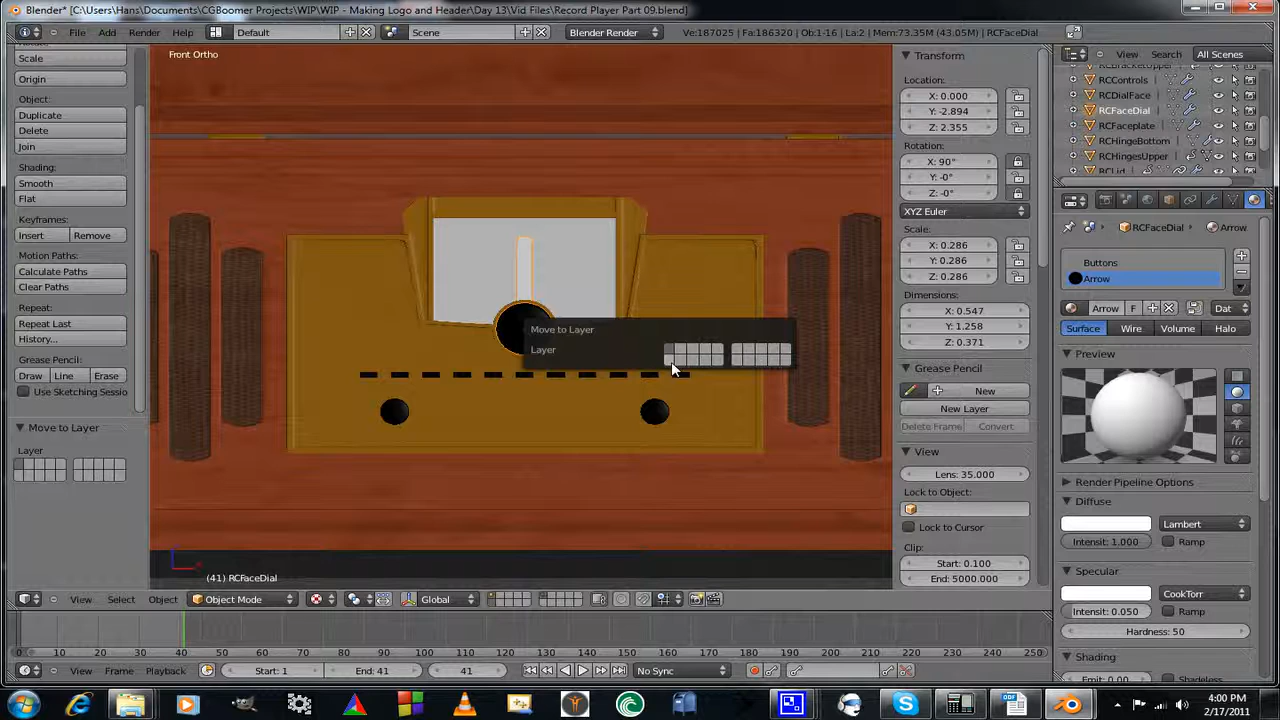 Blender* [C:\Users\Hans\Documents\CGBoomer Projects\WIP\WIP - Making Logo and Header\Day 13\Vid Files\Record Player Part 09.blend]
File Add Render Help Default Scene Blender Render Ve:187025 | Fa:186320 | Ob:1-16 | La:2 | Mem:73.35M (43.05M) | RCFaceDial
View Search All Scenes
Scale
Origin
Object:
Duplicate
Delete
Join
Shading:
Smooth
Flat
Keyframes:
Insert Remove
Motion Paths:
Calculate Paths
Clear Paths
Repeat:
Repeat Last
History...
Grease Pencil:
Draw Line Erase
Use Sketching Sessio
Move to Layer
Layer
Front Ortho
Move to Layer
Layer
(41) RCFaceDial
Transform
Location:
X: 0.000
Y: -2.894
Z: 2.355
Rotation:
X: 90°
Y: -0°
Z: -0°
XYZ Euler
Scale:
X: 0.286
Y: 0.286
Z: 0.286
Dimensions:
X: 0.547
Y: 1.258
Z: 0.371
Grease Pencil
New
New Layer
Delete Frame Convert
View
Lens: 35.000
Lock to Object:
Lock to Cursor
Clip:
Start: 0.100
End: 5000.000
RCBracketUpper
RCControls
RCDialFace
RCFaceDial
RCFaceplate
RCHingeBottom
RCHingesUpper
RCLid
RCFaceDial Arrow
Buttons
Arrow
Arrow F Dat
Surface Wire Volume Halo
Preview
Render Pipeline Options
Diffuse
Lambert
Intensit: 1.000 Ramp
Specular
CookTorr
Intensit: 0.050 Ramp
Hardness: 50
Shading
Emit: 0.00 Shadeless
View Select Object Object Mode Global
0 10 20 30 40 50 60 70 80 90 100 110 120 130 140 150 160 170 180 190 200 210 220 230 240 250
View Frame Playback Start: 1 End: 41 41 No Sync
4:00 PM
2/17/2011